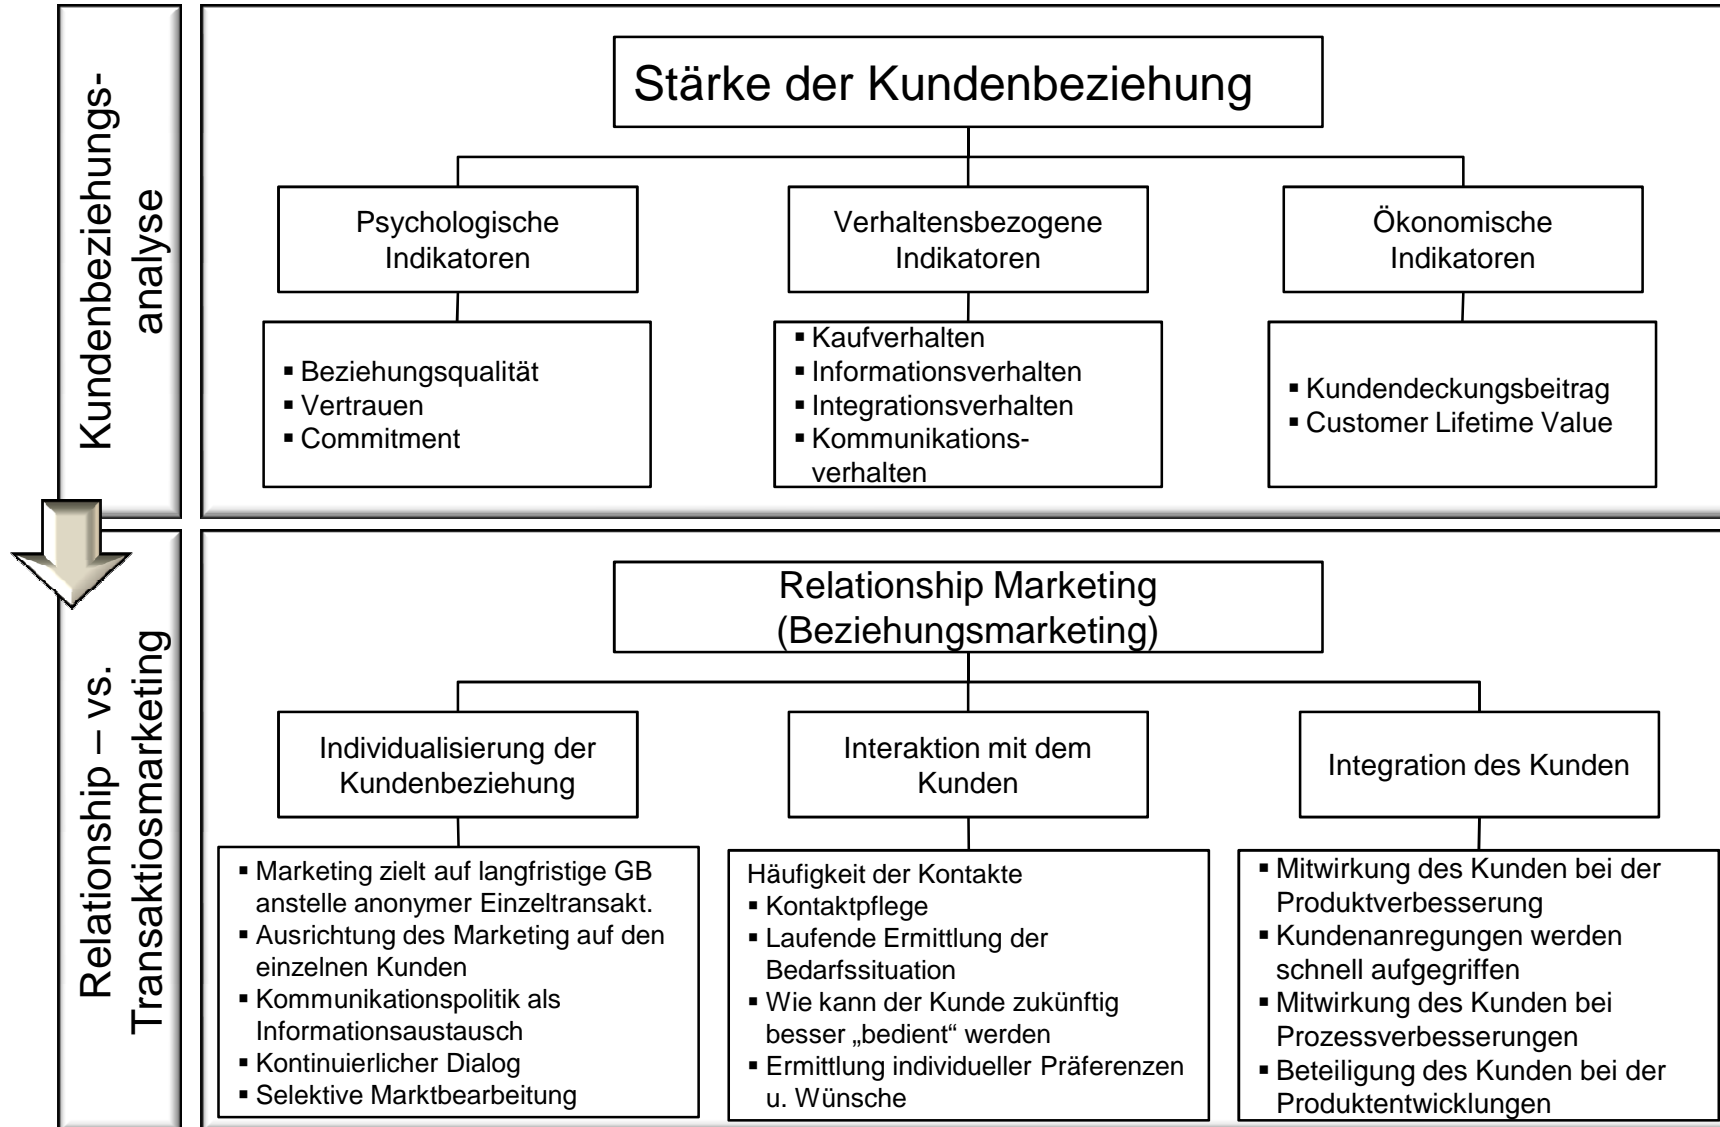 Kundenbeziehungs-
analyse
Stärke der Kundenbeziehung
Psychologische
Indikatoren
▪ Beziehungsqualität
▪ Vertrauen
▪ Commitment
Verhaltensbezogene
Indikatoren
▪ Kaufverhalten
▪ Informationsverhalten
▪ Integrationsverhalten
▪ Kommunikations-
verhalten
Ökonomische
Indikatoren
▪ Kundendeckungsbeitrag
▪ Customer Lifetime Value
Relationship – vs.
Transaktiosmarketing
Relationship Marketing
(Beziehungsmarketing)
Individualisierung der
Kundenbeziehung
▪ Marketing zielt auf langfristige GB
anstelle anonymer Einzeltransakt.
▪ Ausrichtung des Marketing auf den
einzelnen Kunden
▪ Kommunikationspolitik als
Informationsaustausch
▪ Kontinuierlicher Dialog
▪ Selektive Marktbearbeitung
Interaktion mit dem
Kunden
Häufigkeit der Kontakte
▪ Kontaktpflege
▪ Laufende Ermittlung der
Bedarfssituation
▪ Wie kann der Kunde zukünftig
besser „bedient“ werden
▪ Ermittlung individueller Präferenzen
u. Wünsche
Integration des Kunden
▪ Mitwirkung des Kunden bei der
Produktverbesserung
▪ Kundenanregungen werden
schnell aufgegriffen
▪ Mitwirkung des Kunden bei
Prozessverbesserungen
▪ Beteiligung des Kunden bei der
Produktentwicklungen